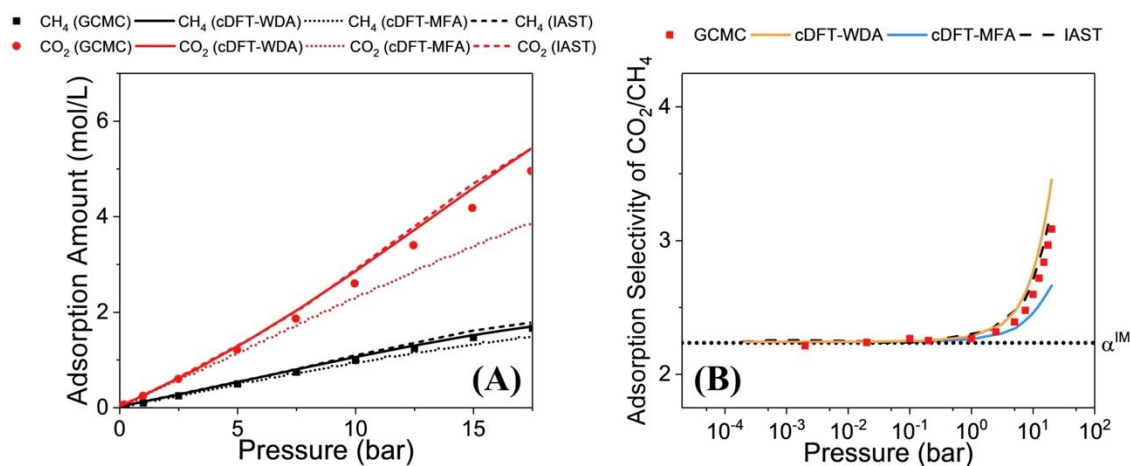 CH₄ (GCMC) CH₄ (cDFT-WDA) CH₄ (cDFT-MFA) CH₄ (IAST)
CO₂ (GCMC) CO₂ (cDFT-WDA) CO₂ (cDFT-MFA) CO₂ (IAST)
Adsorption Amount (mol/L)
6
4
2
0
(A)
0 5 10 15
Pressure (bar)
GCMC cDFT-WDA cDFT-MFA IAST
Adsorption Selectivity of CO₂/CH₄
4
3
2
αᴵᴹ
(B)
10⁻⁴ 10⁻³ 10⁻² 10⁻¹ 10⁰ 10¹ 10²
Pressure (bar)